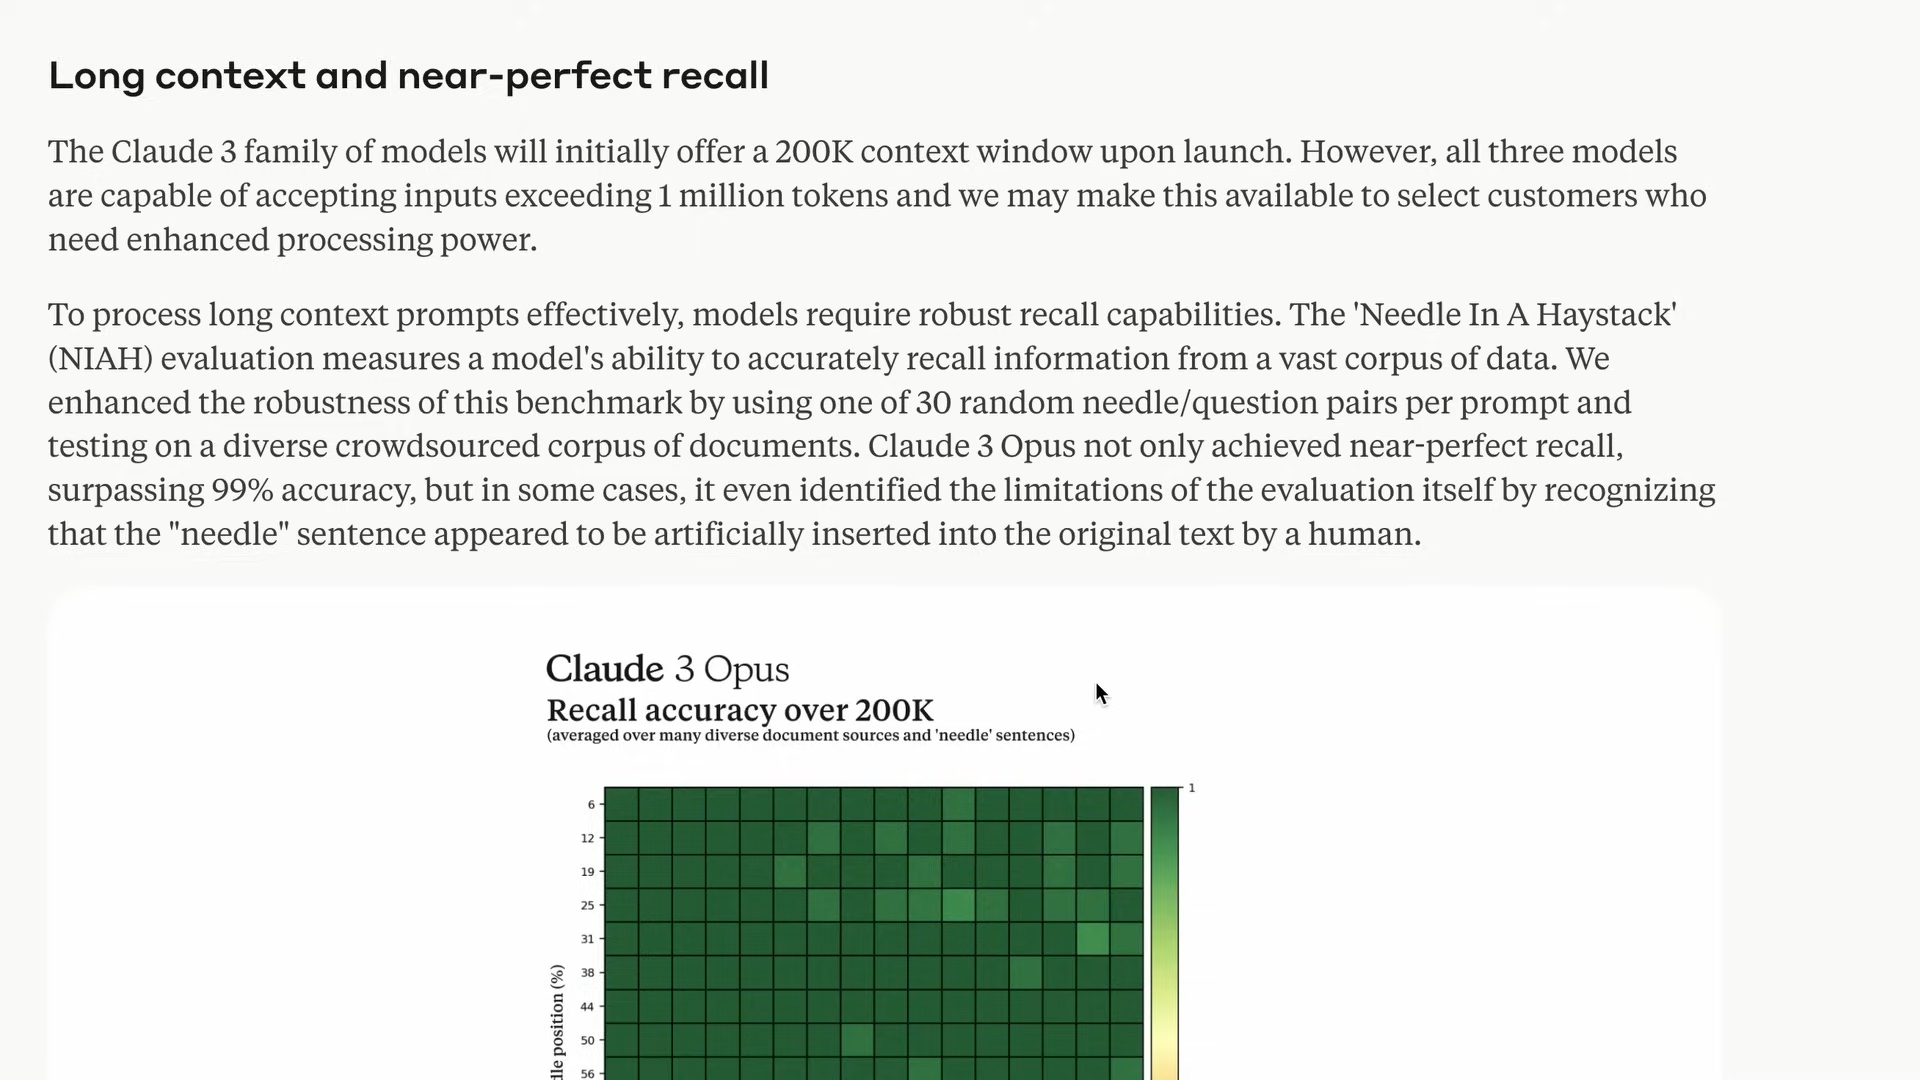 Long context and near-perfect recall
The Claude 3 family of models will initially offer a 200K context window upon launch. However, all three models
are capable of accepting inputs exceeding 1 million tokens and we may make this available to select customers who
need enhanced processing power.
To process long context prompts effectively, models require robust recall capabilities. The 'Needle In A Haystack'
(NIAH) evaluation measures a model's ability to accurately recall information from a vast corpus of data. We
enhanced the robustness of this benchmark by using one of 30 random needle/question pairs per prompt and
testing on a diverse crowdsourced corpus of documents. Claude 3 Opus not only achieved near-perfect recall,
surpassing 99% accuracy, but in some cases, it even identified the limitations of the evaluation itself by recognizing
that the "needle" sentence appeared to be artificially inserted into the original text by a human.
Claude 3 Opus
Recall accuracy over 200K
(averaged over many diverse document sources and 'needle' sentences)
1
6
12
19
25
31
38
44
50
56
position (%)